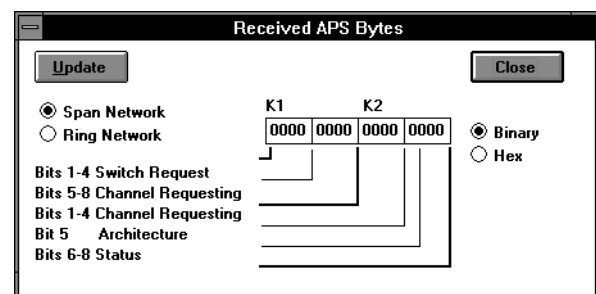 Received APS Bytes
Update
Close
Span Network
Ring Network
K1 K2
0000 0000 0000 0000
Binary
Hex
Bits 1-4 Switch Request
Bits 5-8 Channel Requesting
Bits 1-4 Channel Requesting
Bit 5 Architecture
Bits 6-8 Status